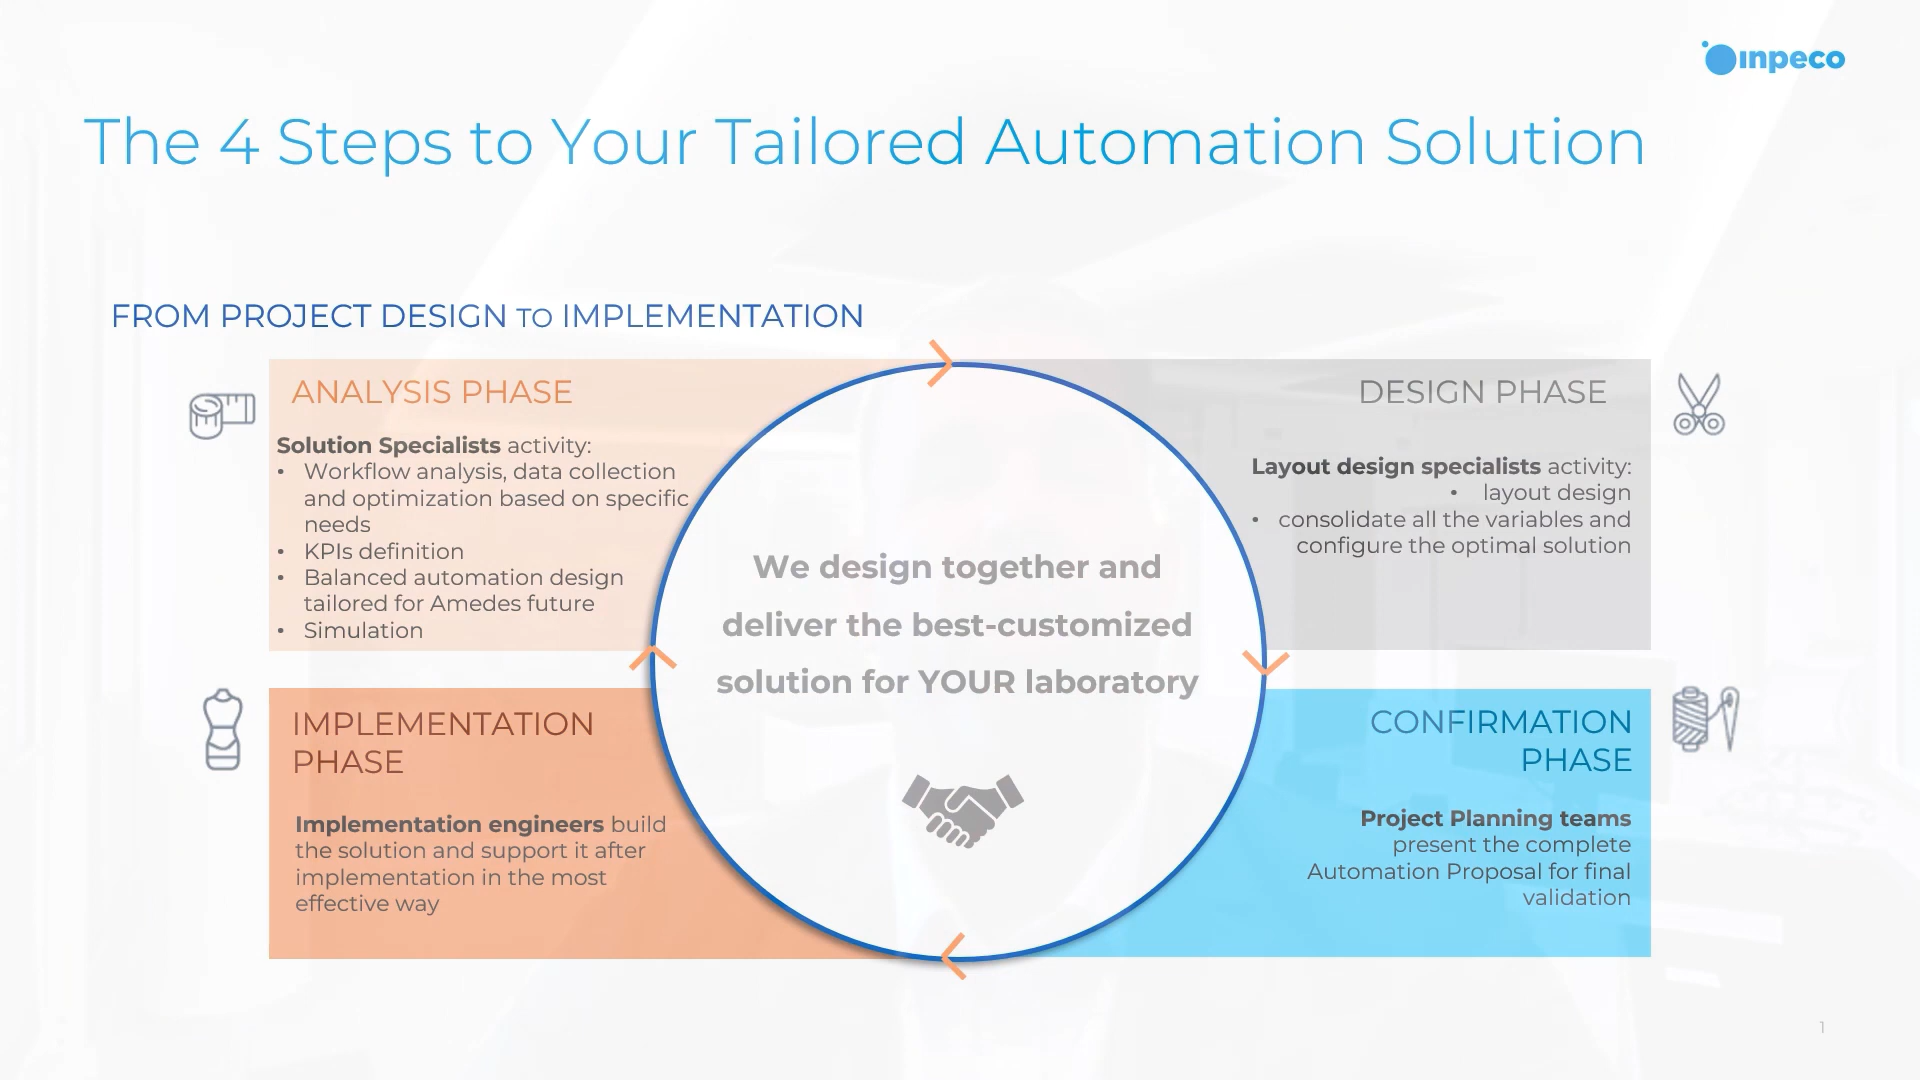 inpeco
The 4 Steps to Your Tailored Automation Solution
FROM PROJECT DESIGN TO IMPLEMENTATION
ANALYSIS PHASE
Solution Specialists activity:
• Workflow analysis, data collection
and optimization based on specific
needs
• KPIs definition
• Balanced automation design
tailored for Amedes future
• Simulation
DESIGN PHASE
Layout design specialists activity:
• layout design
• consolidate all the variables and
configure the optimal solution
We design together and
deliver the best-customized
solution for YOUR laboratory
IMPLEMENTATION
PHASE
Implementation engineers build
the solution and support it after
implementation in the most
effective way
CONFIRMATION
PHASE
Project Planning teams
present the complete
Automation Proposal for final
validation
1